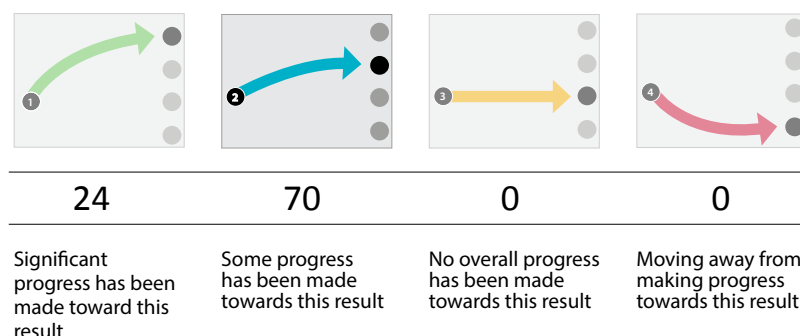 1
2
3
4
24
70
0
0
Significant
progress has been
made toward this
result
Some progress
has been made
towards this result
No overall progress
has been made
towards this result
Moving away from
making progress
towards this result